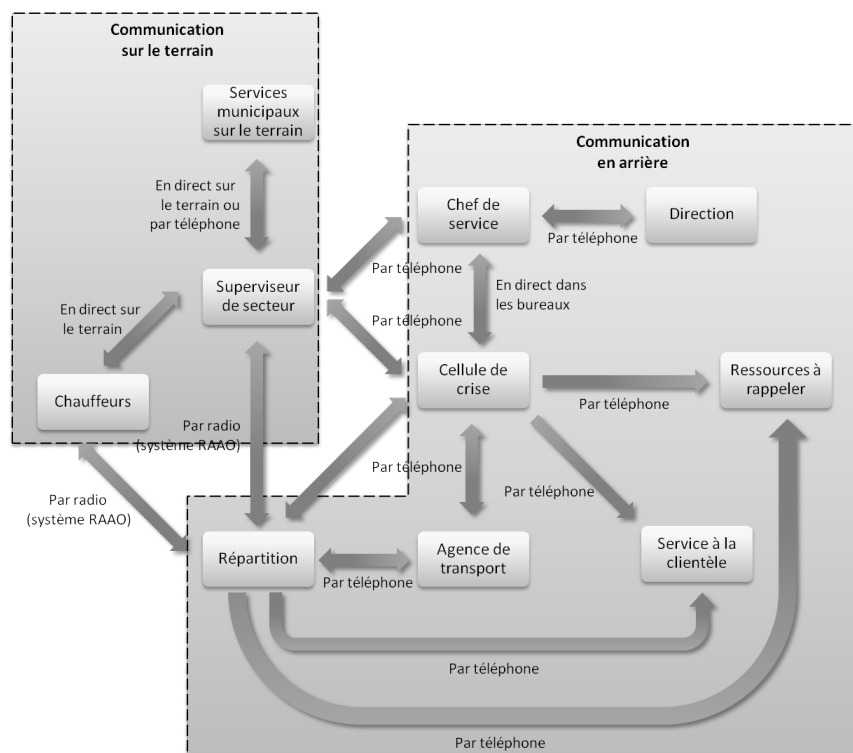 Communication
sur le terrain
Services
municipaux
sur le terrain
En direct sur
le terrain ou
par téléphone
Superviseur
de secteur
En direct sur
le terrain
Chauffeurs
Par radio
(système RAAO)
Par radio
(système RAAO)
Communication
en arrière
Chef de
service
Par téléphone
Direction
Par téléphone
En direct dans
les bureaux
Par téléphone
Cellule de
crise
Par téléphone
Ressources à
rappeler
Par téléphone
Par téléphone
Répartition
Par téléphone
Agence de
transport
Service à la
clientèle
Par téléphone
Par téléphone